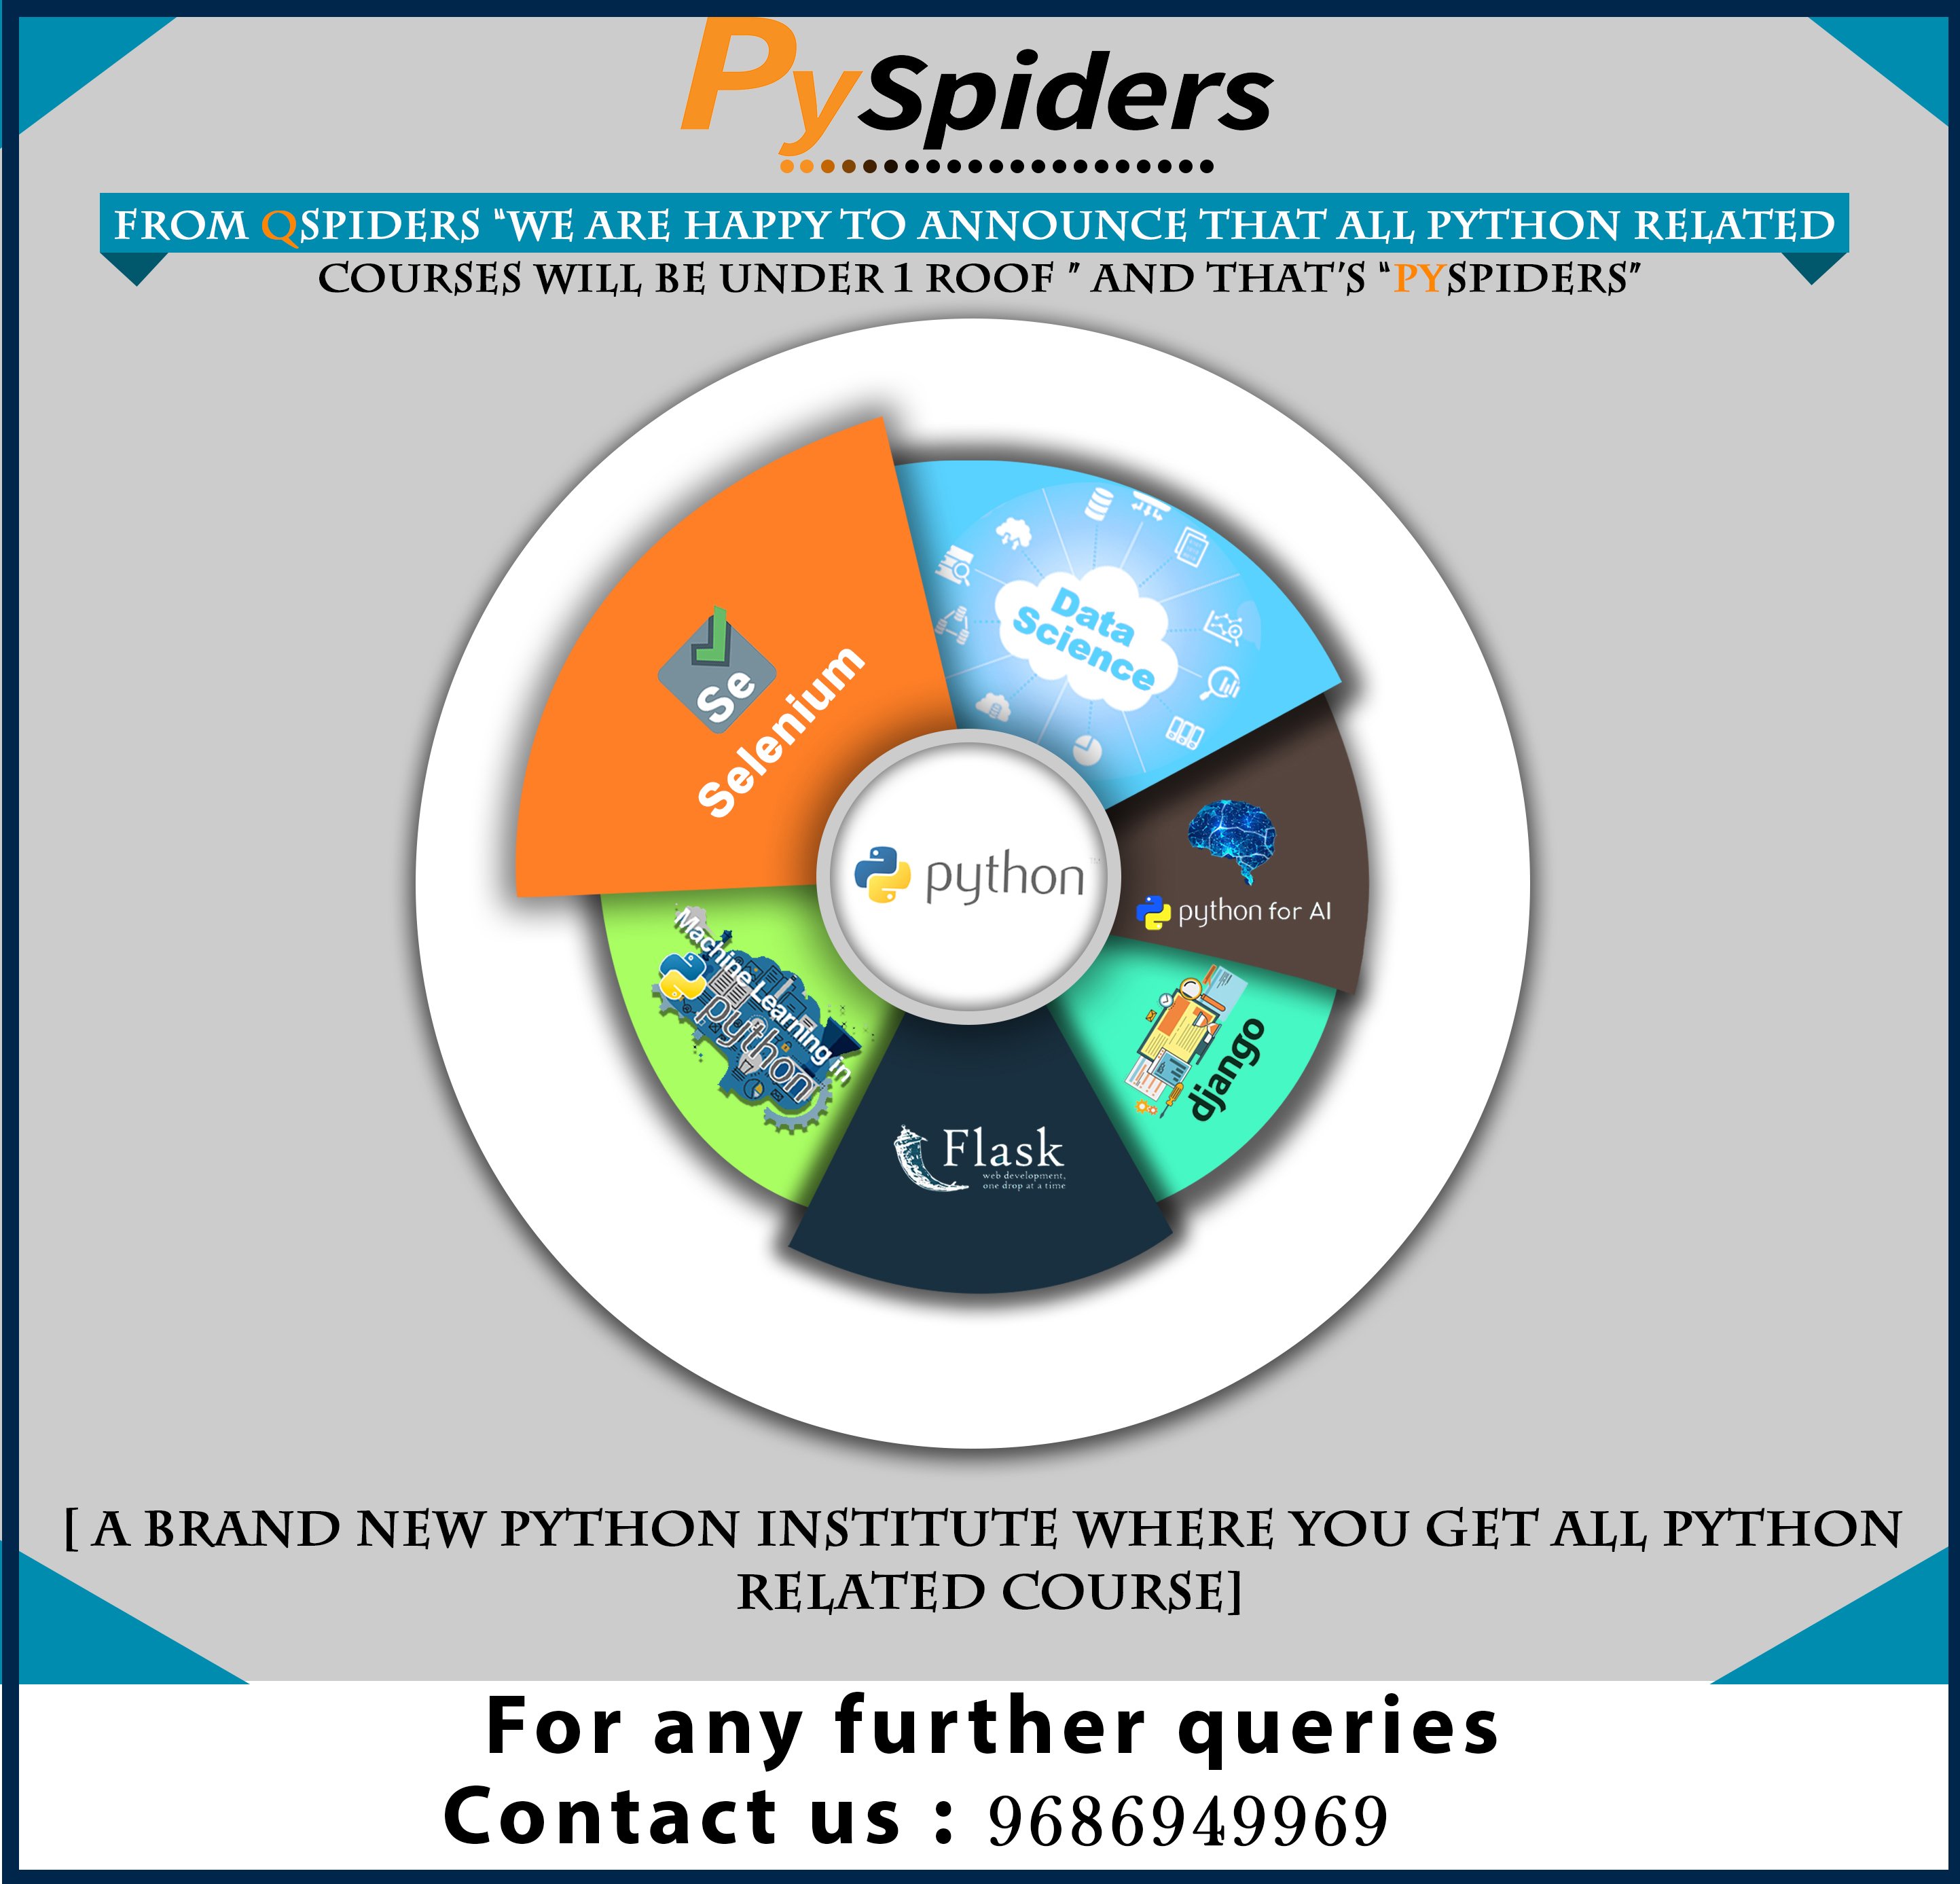 PySpiders
FROM QSPIDERS "WE ARE HAPPY TO ANNOUNCE THAT ALL PYTHON RELATED
COURSES WILL BE UNDER 1 ROOF " AND THAT'S "PYSPIDERS"
Data
Science
Se
Selenium
python
python for AI
Machine Learning in
python
django
Flask
web development,
one drop at a time
[ A BRAND NEW PYTHON INSTITUTE WHERE YOU GET ALL PYTHON
RELATED COURSE]
For any further queries
Contact us : 9686949969